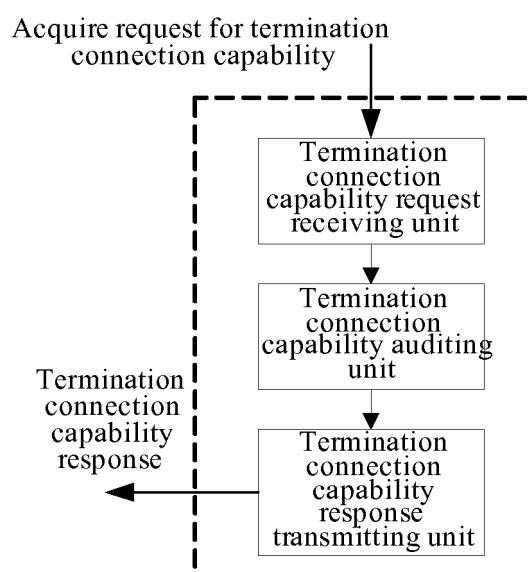 Acquire request for termination
connection capability
Termination
connection
capability request
receiving unit
Termination
connection
capability auditing
unit
Termination
connection
capability
response
Termination
connection
capability
response
transmitting unit